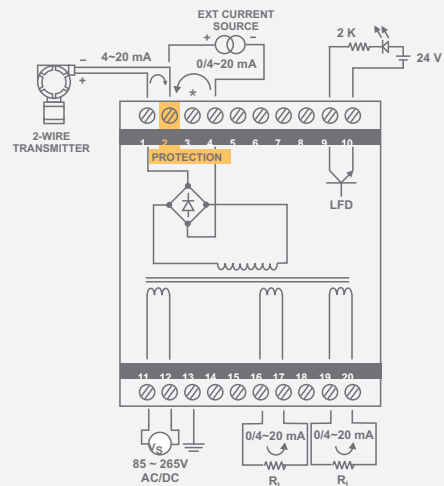 EXT CURRENT
SOURCE
+ −
4~20 mA
0/4~20 mA
*
2 K
24 V
−
+
2-WIRE
TRANSMITTER
1 2 3 4 5 6 7 8 9 10
PROTECTION
LFD
11 12 13 14 15 16 17 18 19 20
VS
85 ~ 265V
AC/DC
0/4~20 mA
RL
0/4~20 mA
RL